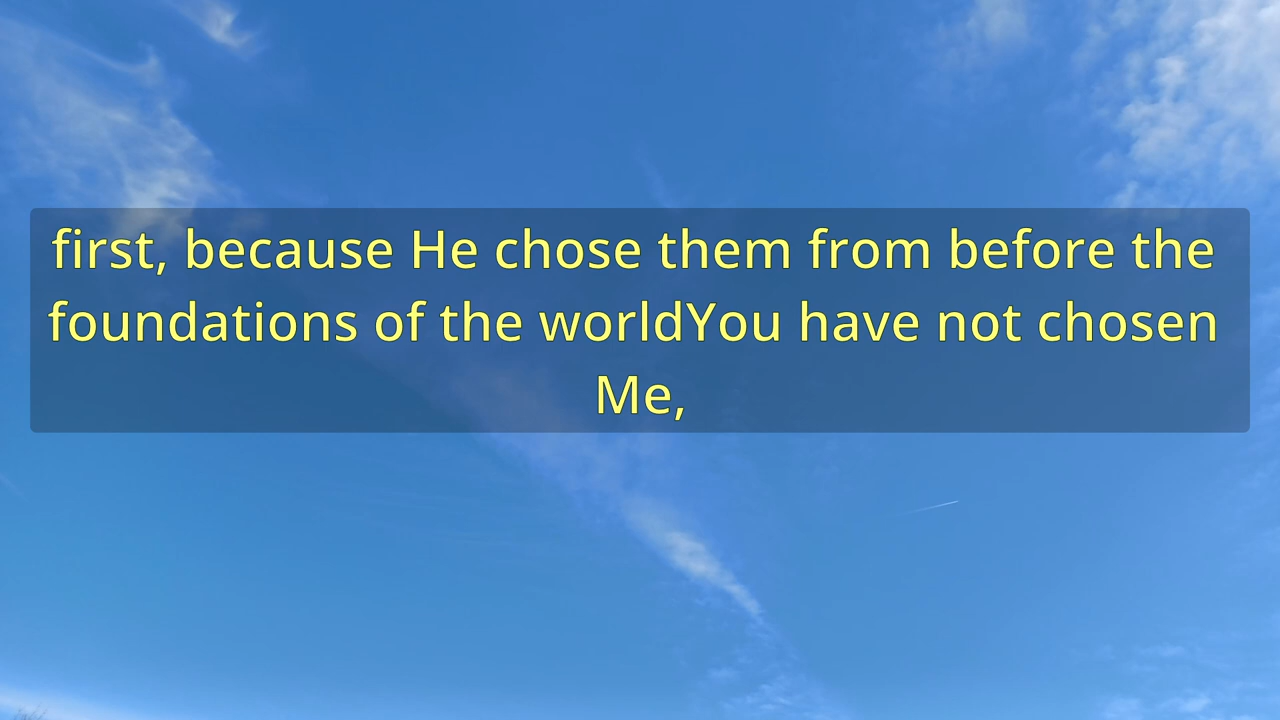 first, because He chose them from before the
foundations of the worldYou have not chosen
Me,